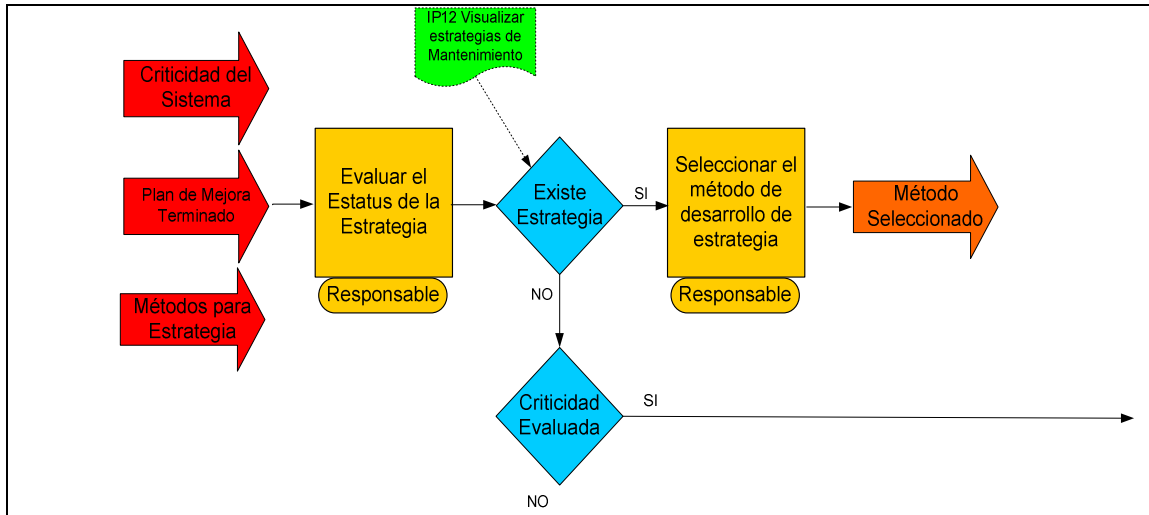 IP12 Visualizar
estrategias de
Mantenimiento
Criticidad del
Sistema
Plan de Mejora
Terminado
Métodos para
Estrategia
Evaluar el
Estatus de la
Estrategia
Responsable
Existe
Estrategia
SI
NO
Seleccionar el
método de
desarrollo de
estrategia
Responsable
Método
Seleccionado
Criticidad
Evaluada
SI
NO